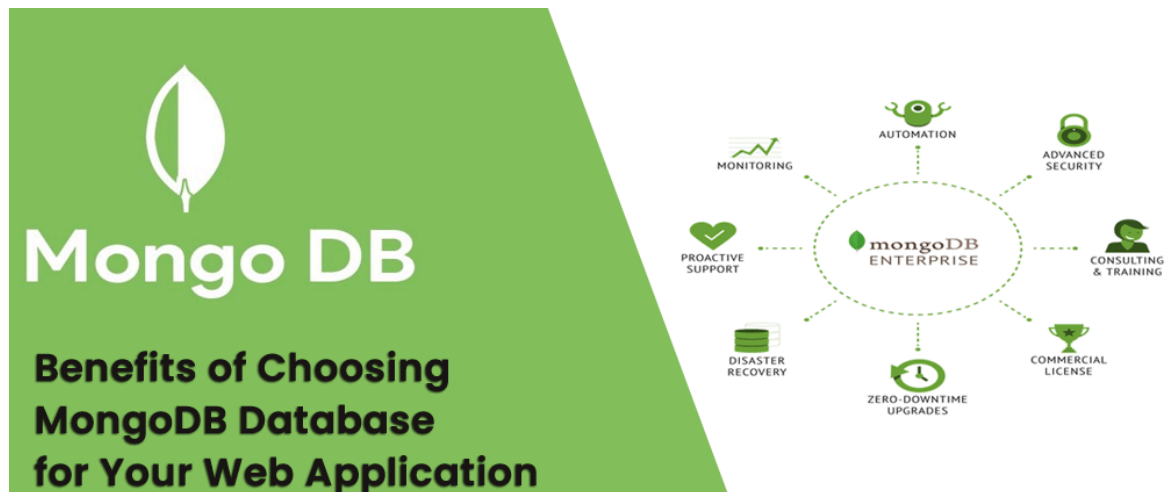 Mongo DB
Benefits of Choosing
MongoDB Database
for Your Web Application
AUTOMATION
ADVANCED
SECURITY
CONSULTING
& TRAINING
COMMERCIAL
LICENSE
ZERO-DOWNTIME
UPGRADES
DISASTER
RECOVERY
PROACTIVE
SUPPORT
MONITORING
mongoDB
ENTERPRISE